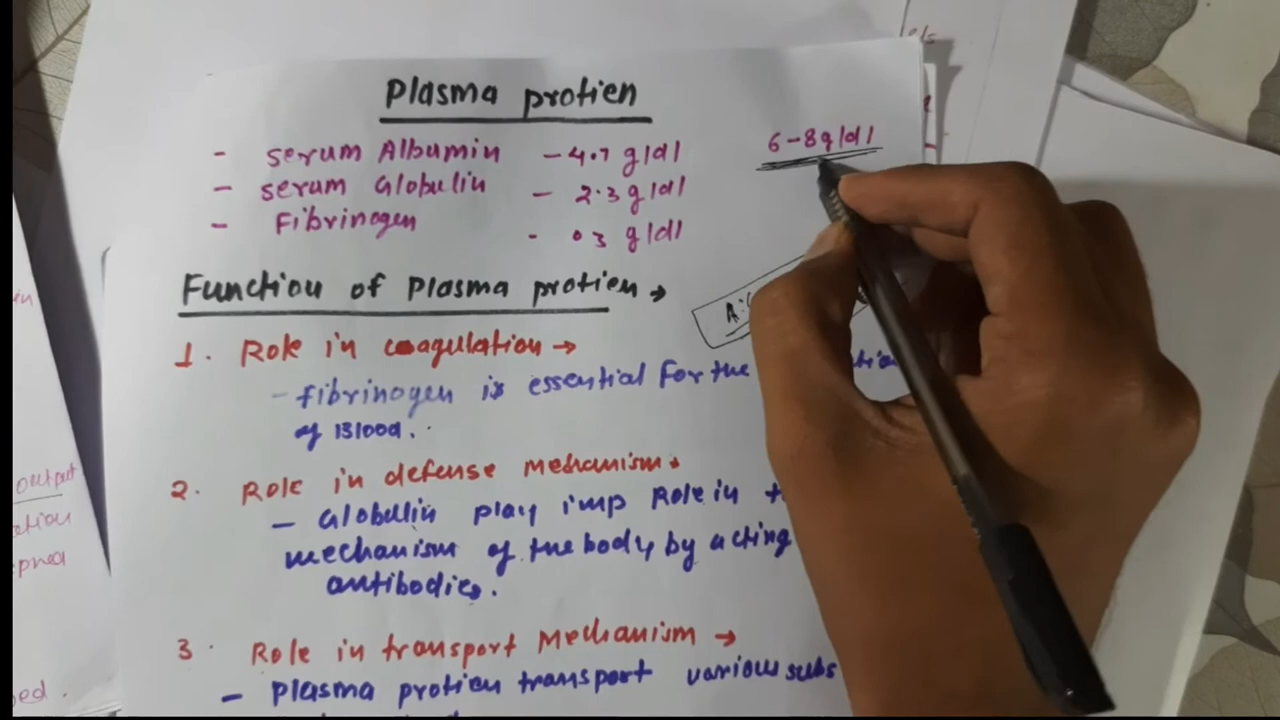 Plasma protien
6-8g/dl
- serum Albumin - 4.7 g/dl
- serum Globulin - 2.3 g/dl
- Fibrinogen - .3 g/dl
Function of plasma protien →
A:
1. Role in coagulation →
- fibrinogen is essential for the
of Blood.
2. Role in defense mechanism.
- Globulin play imp Role in
mechanism of the body by acting
antibodies.
3. Role in transport mechanism →
- plasma protien transport various subs
output